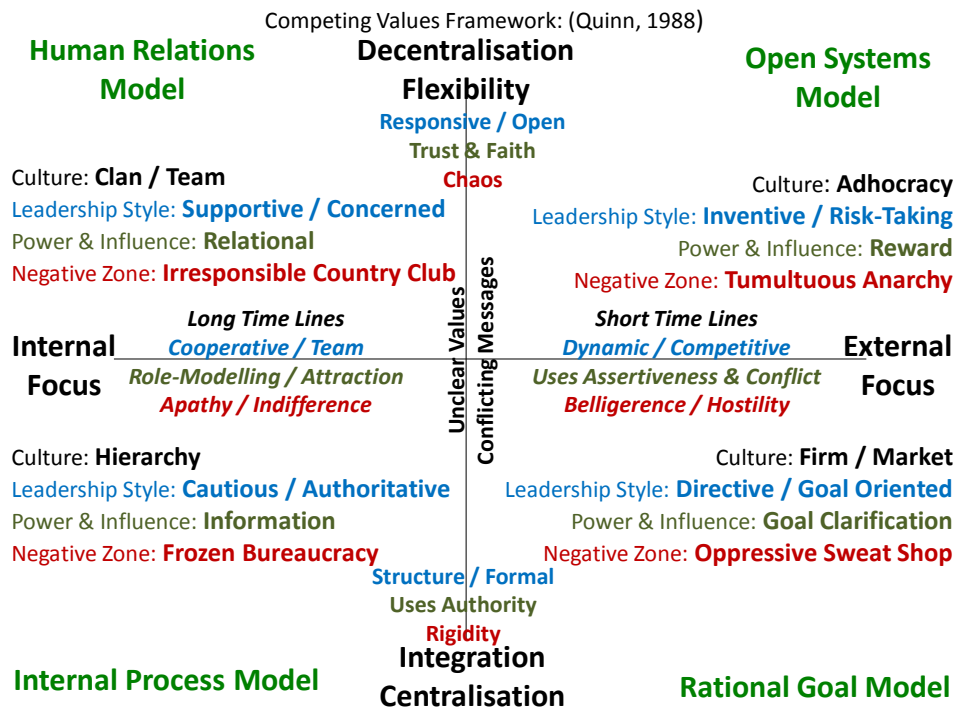 Competing Values Framework: (Quinn, 1988)
Human Relations
Model
Decentralisation
Flexibility
Open Systems
Model
Responsive / Open
Trust & Faith
Chaos
Culture: Clan / Team
Leadership Style: Supportive / Concerned
Power & Influence: Relational
Negative Zone: Irresponsible Country Club
Culture: Adhocracy
Leadership Style: Inventive / Risk-Taking
Power & Influence: Reward
Negative Zone: Tumultuous Anarchy
Internal
Focus
Long Time Lines
Cooperative / Team
Role-Modelling / Attraction
Apathy / Indifference
Unclear Values
Conflicting Messages
Short Time Lines
Dynamic / Competitive
Uses Assertiveness & Conflict
Belligerence / Hostility
External
Focus
Culture: Hierarchy
Leadership Style: Cautious / Authoritative
Power & Influence: Information
Negative Zone: Frozen Bureaucracy
Culture: Firm / Market
Leadership Style: Directive / Goal Oriented
Power & Influence: Goal Clarification
Negative Zone: Oppressive Sweat Shop
Structure / Formal
Uses Authority
Rigidity
Internal Process Model
Integration
Centralisation
Rational Goal Model